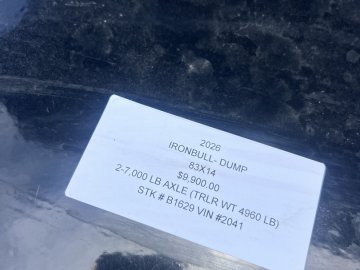 2026
IRONBULL- DUMP
83X14
$9,900.00
2-7,000 LB AXLE (TRLR WT 4960 LB)
STK # B1629 VIN #2041